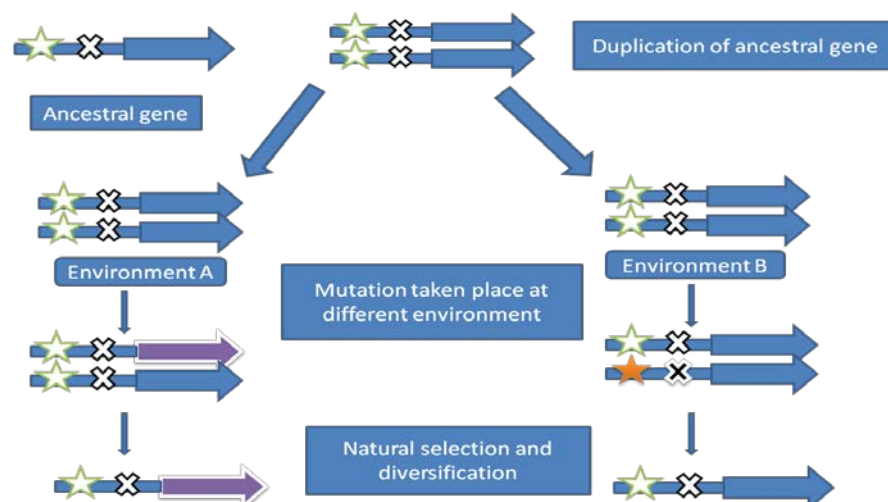 Duplication of ancestral gene
Ancestral gene
Environment A
Environment B
Mutation taken place at
different environment
Natural selection and
diversification